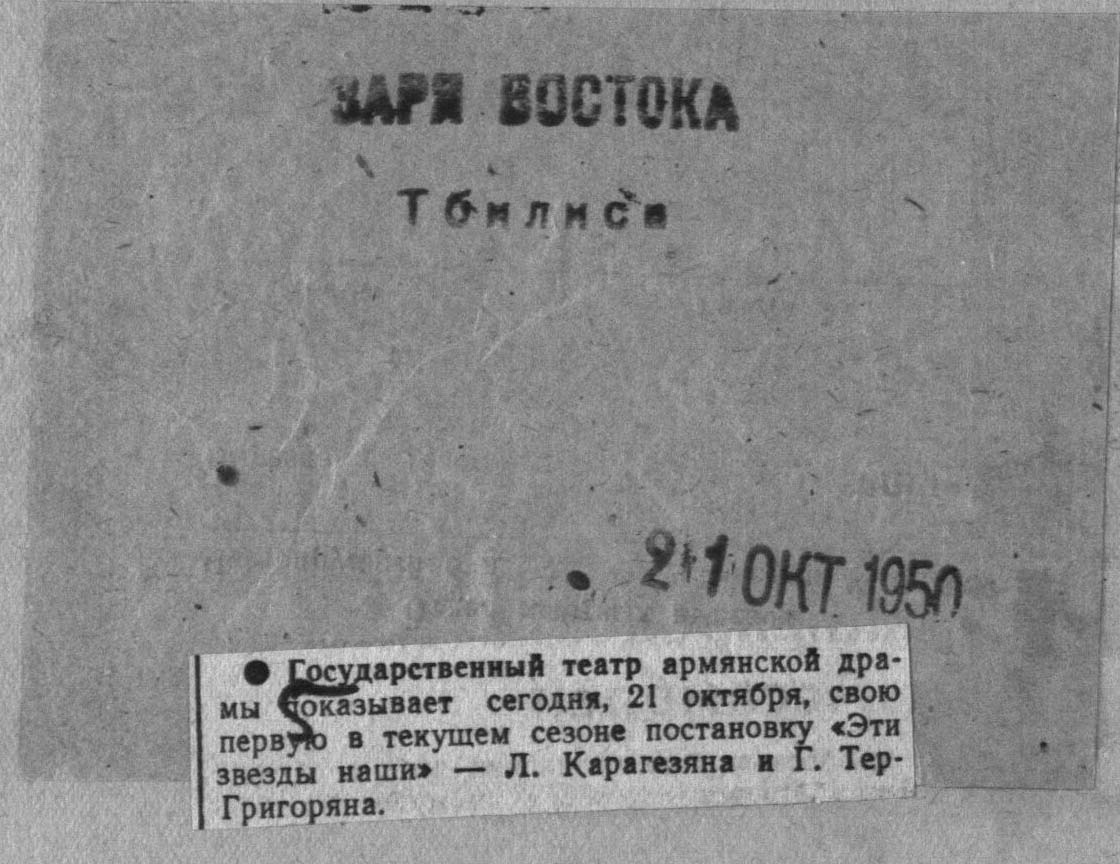 ЗАРЯ ВОСТОКА
Тбилиси
21 ОКТ 1950
● Государственный театр армянской дра-
мы показывает сегодня, 21 октября, свою
первую в текущем сезоне постановку «Эти
звезды наши» — Л. Карагезяна и Г. Тер-
Григоряна.